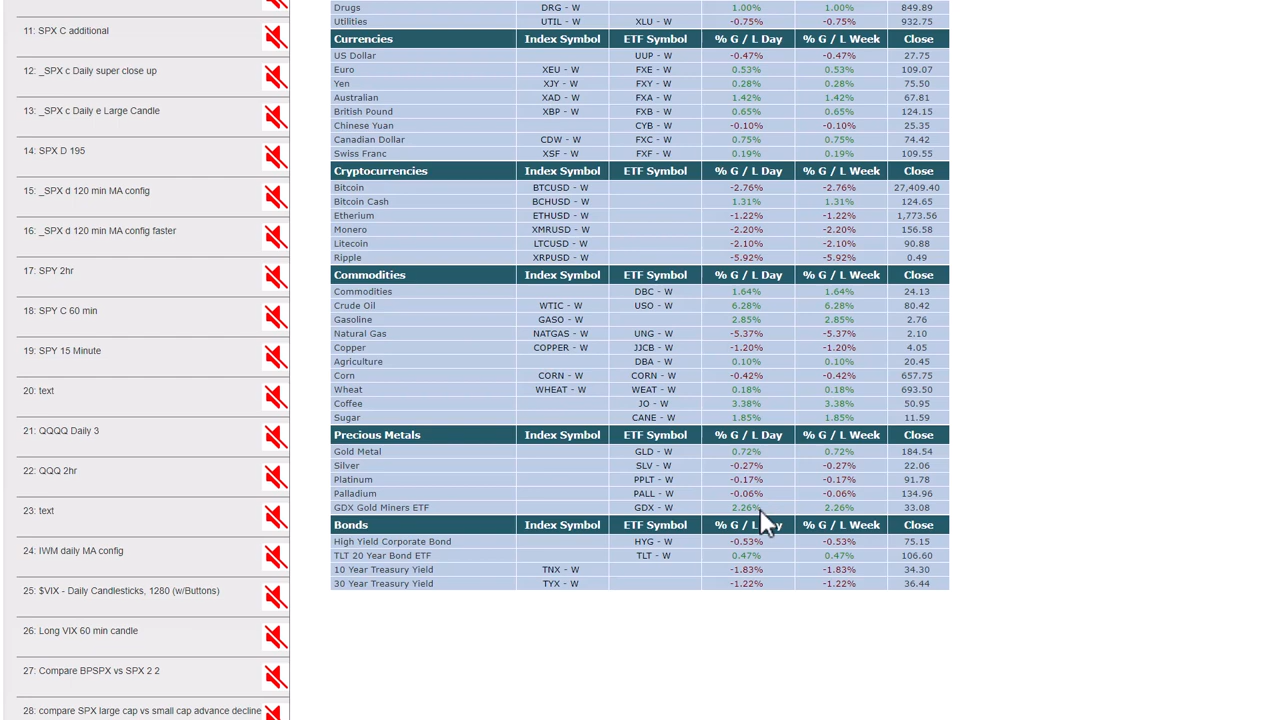 11: SPX C additional
12: _SPX c Daily super close up
13: _SPX c Daily e Large Candle
14: SPX D 195
15: _SPX d 120 min MA config
16: _SPX d 120 min MA config faster
17: SPY 2hr
18: SPY C 60 min
19: SPY 15 Minute
20: text
21: QQQQ Daily 3
22: QQQ 2hr
23: text
24: IWM daily MA config
25: $VIX - Daily Candlesticks, 1280 (w/Buttons)
26: Long VIX 60 min candle
27: Compare BPSPX vs SPX 2 2
28: compare SPX large cap vs small cap advance decline
Drugs DRG - W 1.00% 1.00% 849.89
Utilities UTIL - W XLU - W -0.75% -0.75% 932.75
Currencies Index Symbol ETF Symbol % G / L Day % G / L Week Close
US Dollar UUP - W -0.47% -0.47% 27.75
Euro XEU - W FXE - W 0.53% 0.53% 109.07
Yen XJY - W FXY - W 0.28% 0.28% 75.50
Australian XAD - W FXA - W 1.42% 1.42% 67.81
British Pound XBP - W FXB - W 0.65% 0.65% 124.15
Chinese Yuan CYB - W -0.10% -0.10% 25.35
Canadian Dollar CDW - W FXC - W 0.75% 0.75% 74.42
Swiss Franc XSF - W FXF - W 0.19% 0.19% 109.55
Cryptocurrencies Index Symbol ETF Symbol % G / L Day % G / L Week Close
Bitcoin BTCUSD - W -2.76% -2.76% 27,409.40
Bitcoin Cash BCHUSD - W 1.31% 1.31% 124.65
Etherium ETHUSD - W -1.22% -1.22% 1,773.56
Monero XMRUSD - W -2.20% -2.20% 156.58
Litecoin LTCUSD - W -2.10% -2.10% 90.88
Ripple XRPUSD - W -5.92% -5.92% 0.49
Commodities Index Symbol ETF Symbol % G / L Day % G / L Week Close
Commodities DBC - W 1.64% 1.64% 24.13
Crude Oil WTIC - W USO - W 6.28% 6.28% 80.42
Gasoline GASO - W 2.85% 2.85% 2.76
Natural Gas NATGAS - W UNG - W -5.37% -5.37% 2.10
Copper COPPER - W JJCB - W -1.20% -1.20% 4.05
Agriculture DBA - W 0.10% 0.10% 20.45
Corn CORN - W CORN - W -0.42% -0.42% 657.75
Wheat WHEAT - W WEAT - W 0.18% 0.18% 693.50
Coffee JO - W 3.38% 3.38% 50.95
Sugar CANE - W 1.85% 1.85% 11.59
Precious Metals Index Symbol ETF Symbol % G / L Day % G / L Week Close
Gold Metal GLD - W 0.72% 0.72% 184.54
Silver SLV - W -0.27% -0.27% 22.06
Platinum PPLT - W -0.17% -0.17% 91.78
Palladium PALL - W -0.06% -0.06% 134.96
GDX Gold Miners ETF GDX - W 2.26% 2.26% 33.08
Bonds Index Symbol ETF Symbol % G / L Day % G / L Week Close
High Yield Corporate Bond HYG - W -0.53% -0.53% 75.15
TLT 20 Year Bond ETF TLT - W 0.47% 0.47% 106.60
10 Year Treasury Yield TNX - W -1.83% -1.83% 34.30
30 Year Treasury Yield TYX - W -1.22% -1.22% 36.44